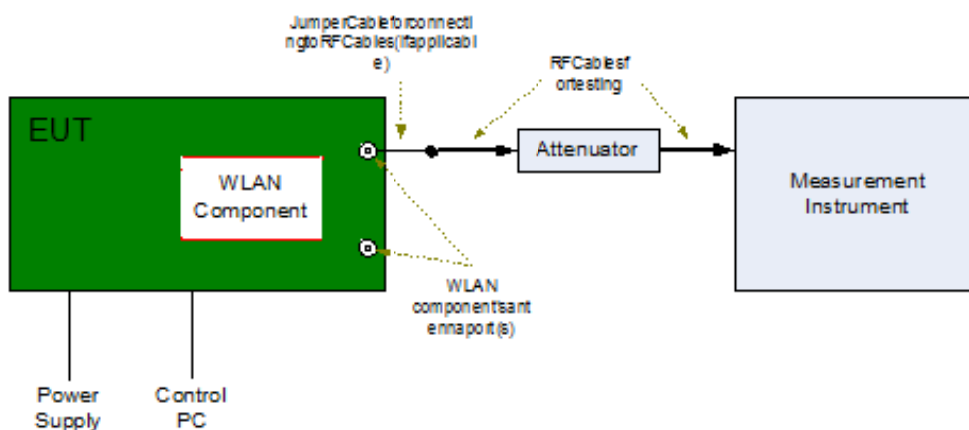 JumperCableforconnecti
ngtoRFCables(ifapplicabl
e)
RFCablesf
ortesting
EUT
Attenuator
WLAN
Component
Measurement
Instrument
WLAN
component'sant
ennaport(s)
Power
Supply
Control
PC